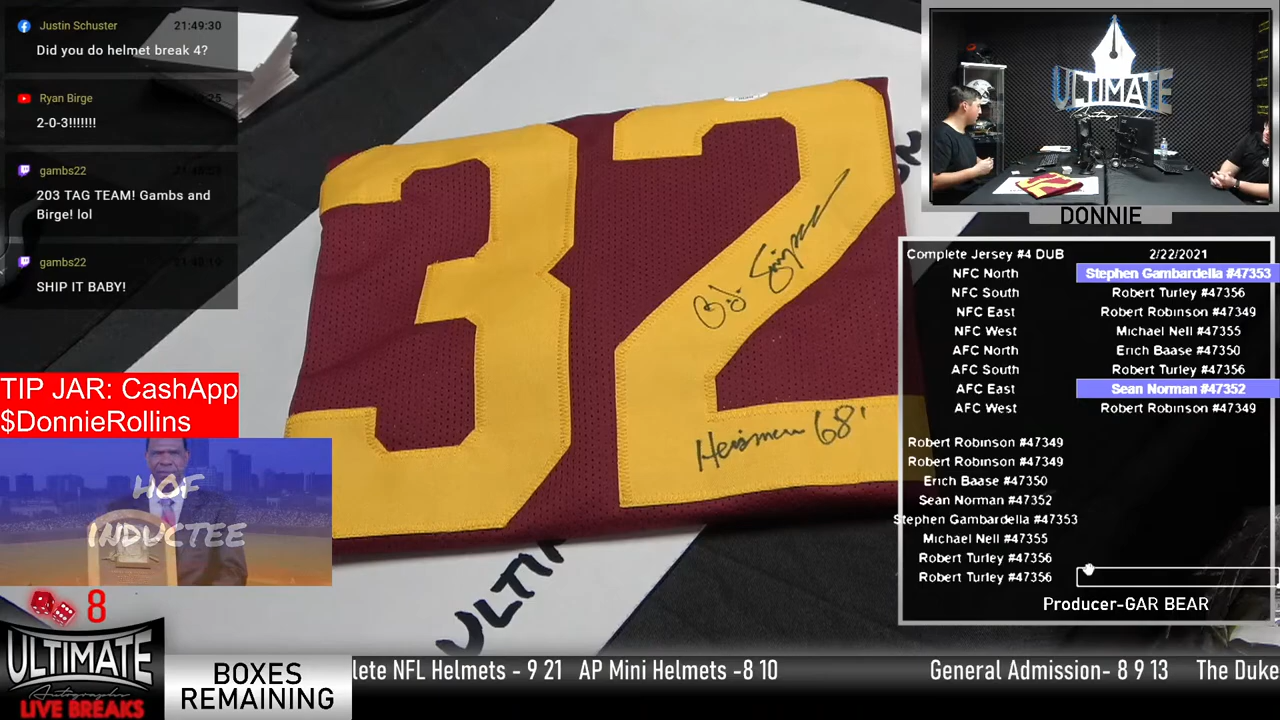 Justin Schuster 21:49:30
Did you do helmet break 4?
Ryan Birge
2-0-3!!!!!!!
gambs22
203 TAG TEAM! Gambs and
Birge! lol
gambs22
SHIP IT BABY!
TIP JAR: CashApp
$DonnieRollins
HOF
INDUCTEE
8
ULTIMATE
Autographs
LIVE BREAKS
BOXES
REMAINING
32
O.J. Simpson
Heisman 68'
ULTI
ULTIMATE
DONNIE
Complete Jersey #4 DUB 2/22/2021
NFC North Stephen Gambardella #47353
NFC South Robert Turley #47356
NFC East Robert Robinson #47349
NFC West Michael Nell #47355
AFC North Erich Baase #47350
AFC South Robert Turley #47356
AFC East Sean Norman #47352
AFC West Robert Robinson #47349
Robert Robinson #47349
Robert Robinson #47349
Erich Baase #47350
Sean Norman #47352
Stephen Gambardella #47353
Michael Nell #47355
Robert Turley #47356
Robert Turley #47356
Producer-GAR BEAR
lete NFL Helmets - 9 21 AP Mini Helmets -8 10 General Admission- 8 9 13 The Duke